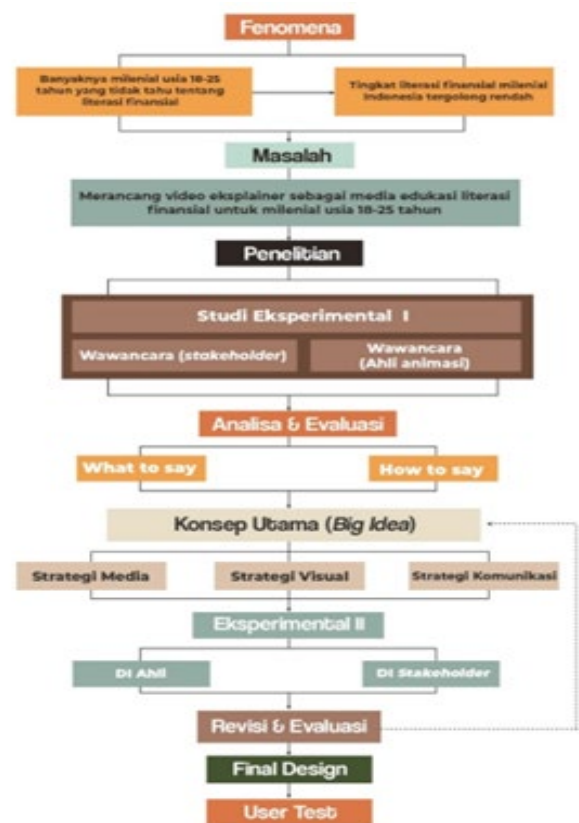 Fenomena
Banyaknya milenial usia 18-25
tahun yang tidak tahu tentang
literasi finansial
Tingkat literasi finansial milenial
Indonesia tergolong rendah
Masalah
Merancang video eksplainer sebagai media edukasi literasi
finansial untuk milenial usia 18-25 tahun
Penelitian
Studi Eksperimental I
Wawancara (stakeholder)
Wawancara
(Ahli animasi)
Analisa & Evaluasi
What to say
How to say
Konsep Utama (Big Idea)
Strategi Media
Strategi Visual
Strategi Komunikasi
Eksperimental II
DI Ahli
DI Stakeholder
Revisi & Evaluasi
Final Design
User Test